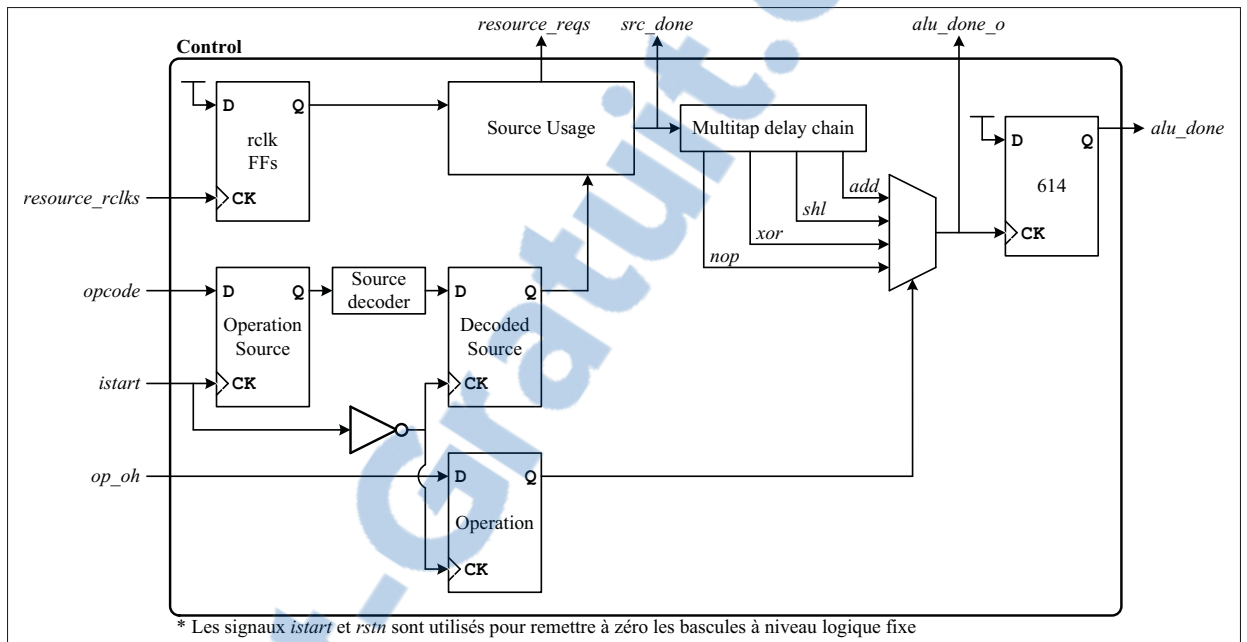 resource_reqs src_done alu_done_o
Control
D Q
rclk
FFs
CK
resource_rclks
Source Usage
Multitap delay chain
add
shl
xor
nop
D Q
614
CK
alu_done
opcode
D Q
Operation
Source
CK
istart
Source
decoder
D Q
Decoded
Source
CK
op_oh
D Q
Operation
CK
* Les signaux istart et rstn sont utilisés pour remettre à zéro les bascules à niveau logique fixe